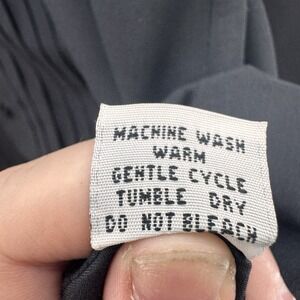 MACHINE WASH
WARM
GENTLE CYCLE
TUMBLE DRY
DO NOT BLEACH